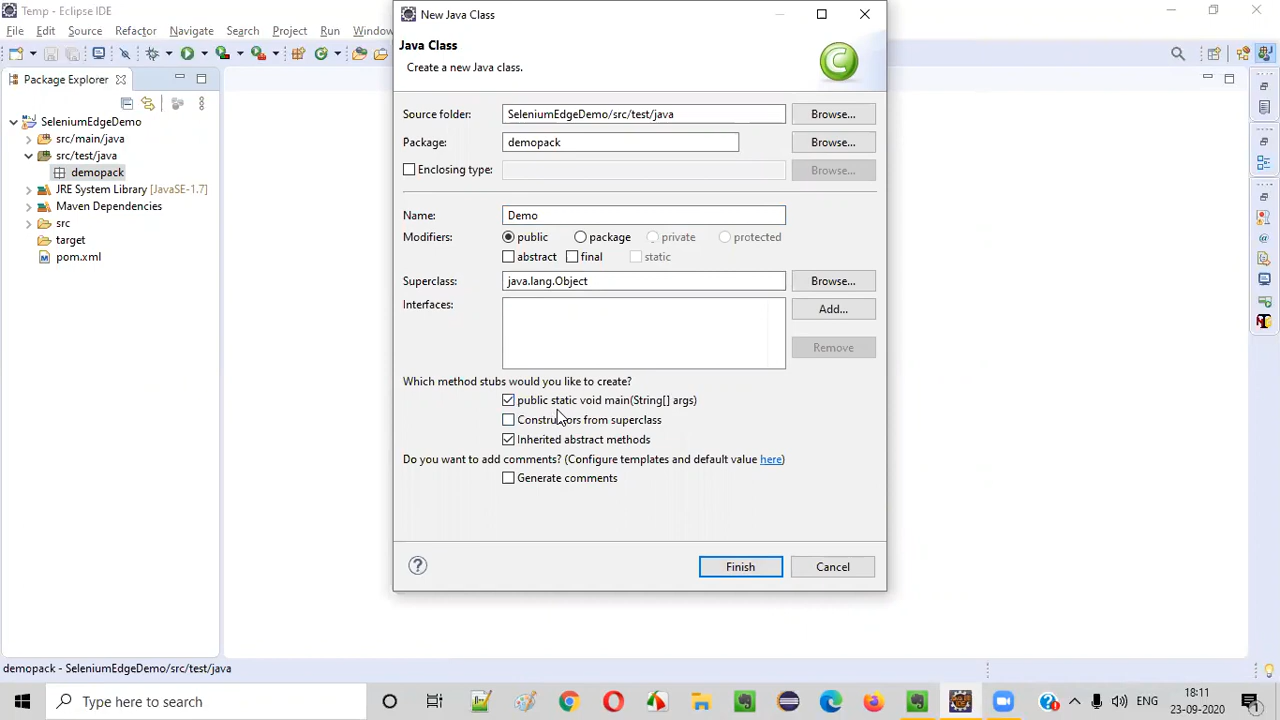 Temp - Eclipse IDE
File Edit Source Refactor Navigate Search Project Run Window
Package Explorer
SeleniumEdgeDemo
src/main/java
src/test/java
demopack
JRE System Library [JavaSE-1.7]
Maven Dependencies
src
target
pom.xml
New Java Class
Java Class
Create a new Java class.
Source folder: SeleniumEdgeDemo/src/test/java Browse...
Package: demopack Browse...
Enclosing type: Browse...
Name: Demo
Modifiers: public package private protected
abstract final static
Superclass: java.lang.Object Browse...
Interfaces: Add...
Remove
Which method stubs would you like to create?
public static void main(String[] args)
Constructors from superclass
Inherited abstract methods
Do you want to add comments? (Configure templates and default value here)
Generate comments
Finish Cancel
demopack - SeleniumEdgeDemo/src/test/java
Type here to search
ENG
18:11
23-09-2020